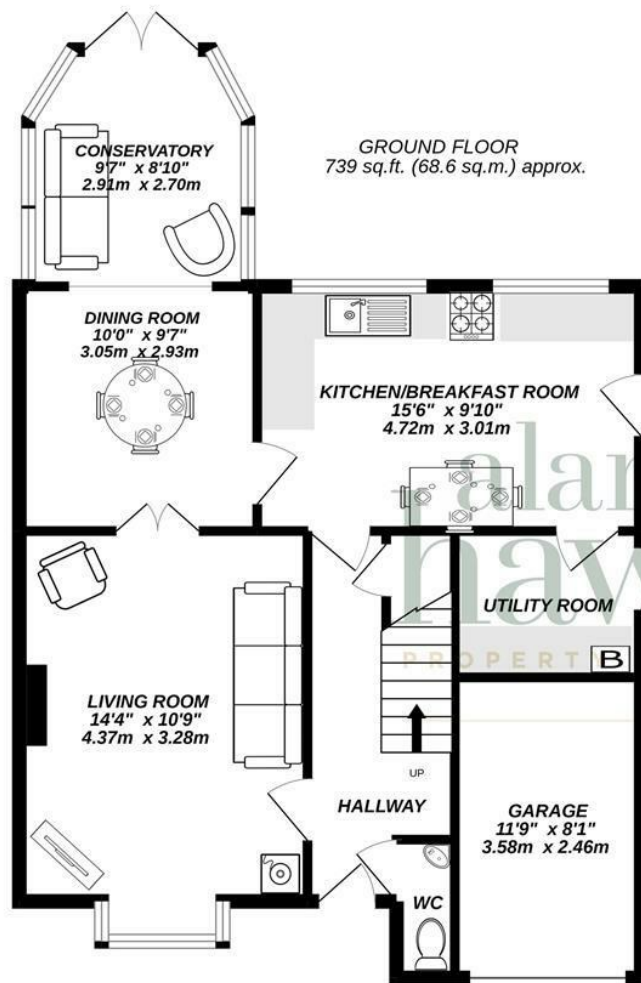 CONSERVATORY
9'7" x 8'10"
2.91m x 2.70m
GROUND FLOOR
739 sq.ft. (68.6 sq.m.) approx.
DINING ROOM
10'0" x 9'7"
3.05m x 2.93m
KITCHEN/BREAKFAST ROOM
15'6" x 9'10"
4.72m x 3.01m
alan
haw
PROPERTY
UTILITY ROOM
B
LIVING ROOM
14'4" x 10'9"
4.37m x 3.28m
UP
HALLWAY
GARAGE
11'9" x 8'1"
3.58m x 2.46m
WC